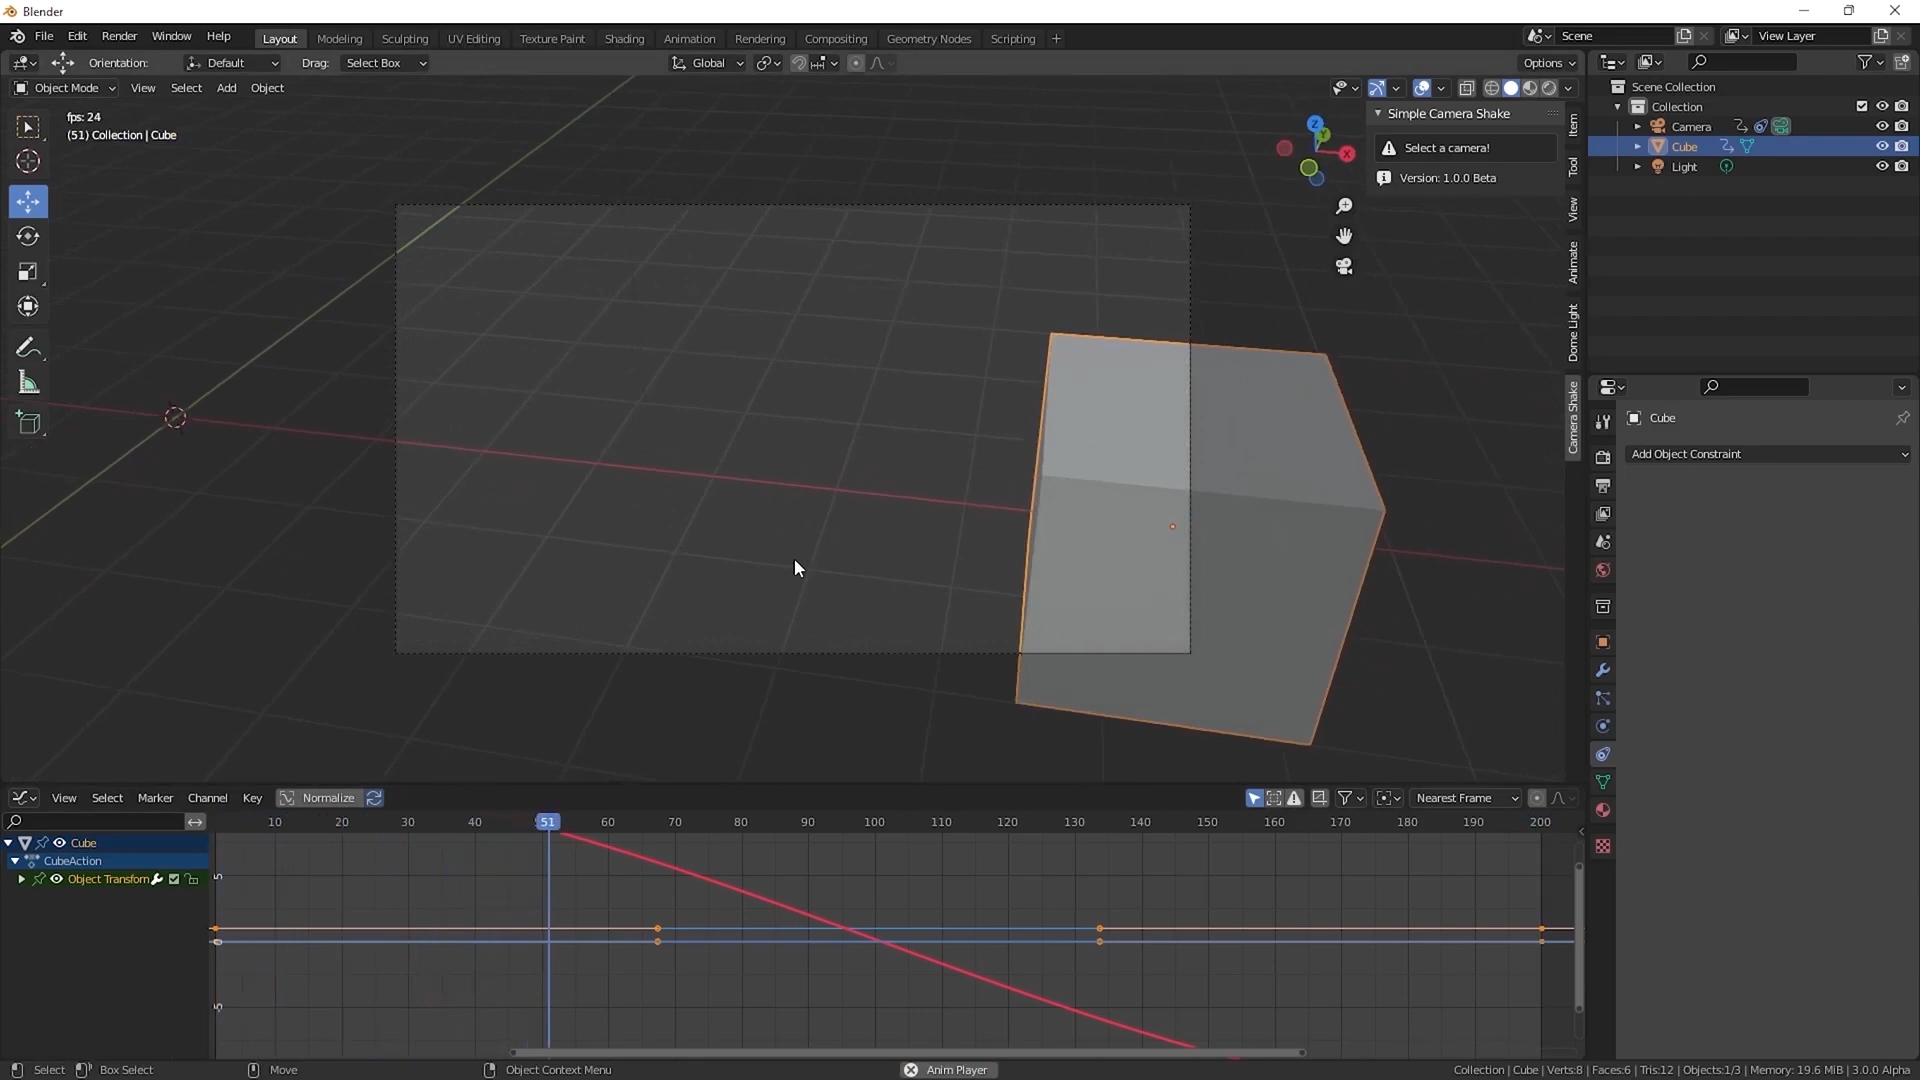 Blender
File Edit Render Window Help Layout Modeling Sculpting UV Editing Texture Paint Shading Animation Rendering Compositing Geometry Nodes Scripting + Scene View Layer
Orientation: Default Drag: Select Box Global Options
Object Mode View Select Add Object
fps: 24
(51) Collection | Cube
Z
Y
X
Simple Camera Shake
Select a camera!
Version: 1.0.0 Beta
Item
Tool
View
Animate
Dome Light
Camera Shake
Scene Collection
Collection
Camera
Cube
Light
Cube
Add Object Constraint
View Select Marker Channel Key Normalize Nearest Frame
10 20 30 40 51 60 70 80 90 100 110 120 130 140 150 160 170 180 190 200
Cube
CubeAction
Object Transform
5
Select Box Select Move Object Context Menu Anim Player Collection | Cube | Verts:8 | Faces:6 | Tris:12 | Objects:1/3 | Memory: 19.6 MiB | 3.0.0 Alpha